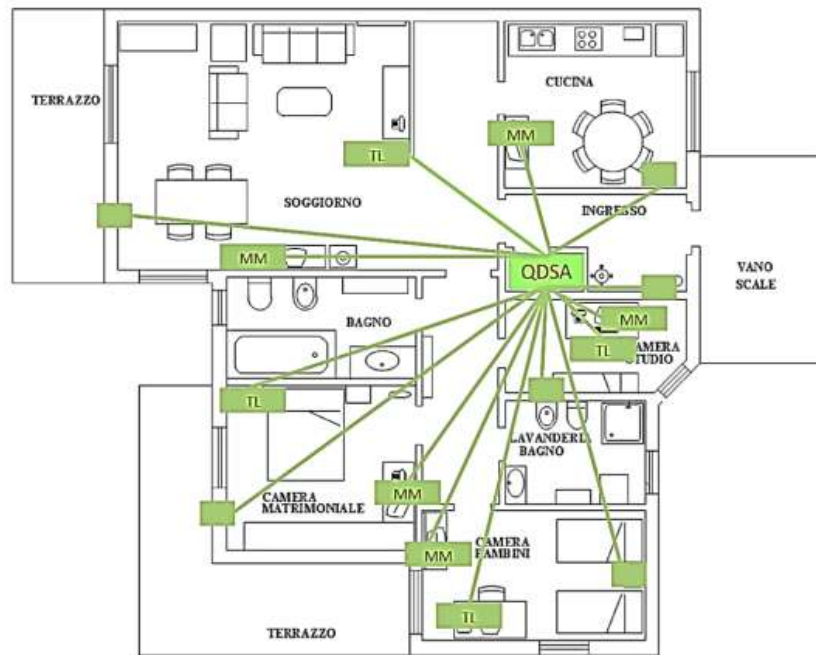 CUCINA
TERRAZZO
MM
TL
SOGGIORNO
INGRESSO
MM
QDSA
VANO
SCALE
BAGNO
MM
TL
CAMERA
STUDIO
TL
LAVANDERIA
BAGNO
CAMERA
MATRIMONIALE
MM
MM
CAMERA
BAMBINI
TL
TERRAZZO